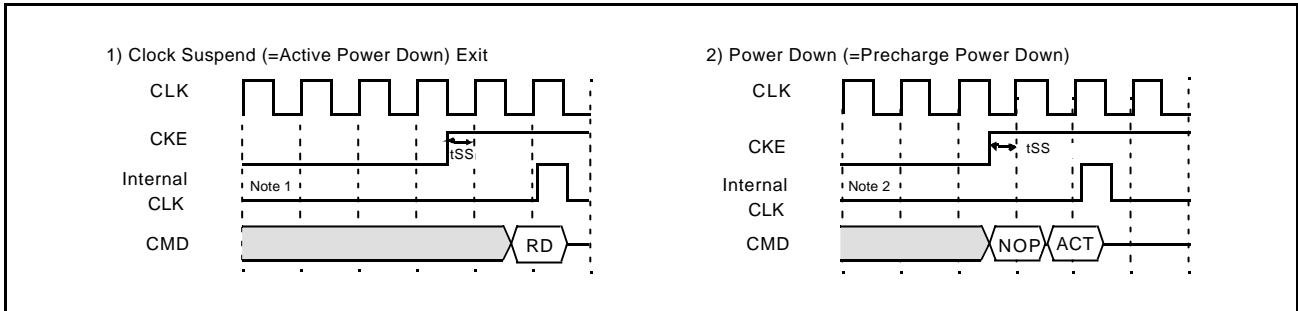 1) Clock Suspend (=Active Power Down) Exit
CLK
CKE
tSS
Internal
CLK
Note 1
CMD
RD
2) Power Down (=Precharge Power Down)
CLK
CKE
tSS
Internal
CLK
Note 2
CMD
NOP
ACT